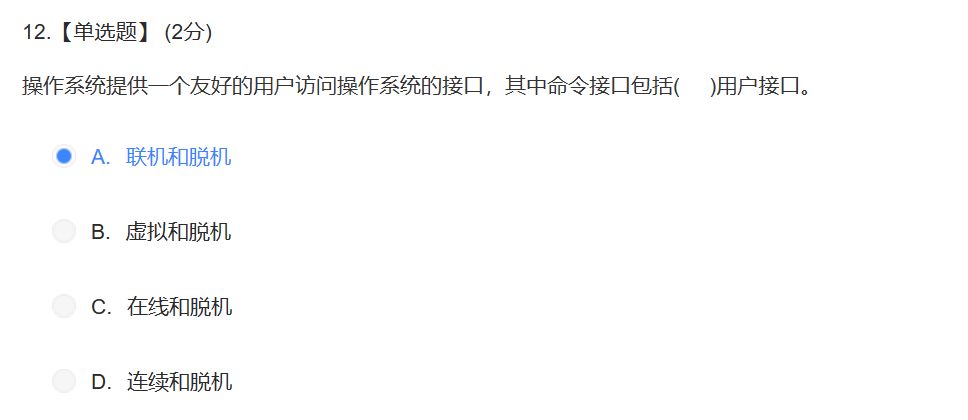 12.【单选题】 (2分)
操作系统提供一个友好的用户访问操作系统的接口，其中命令接口包括( )用户接口。
A. 联机和脱机
B. 虚拟和脱机
C. 在线和脱机
D. 连续和脱机